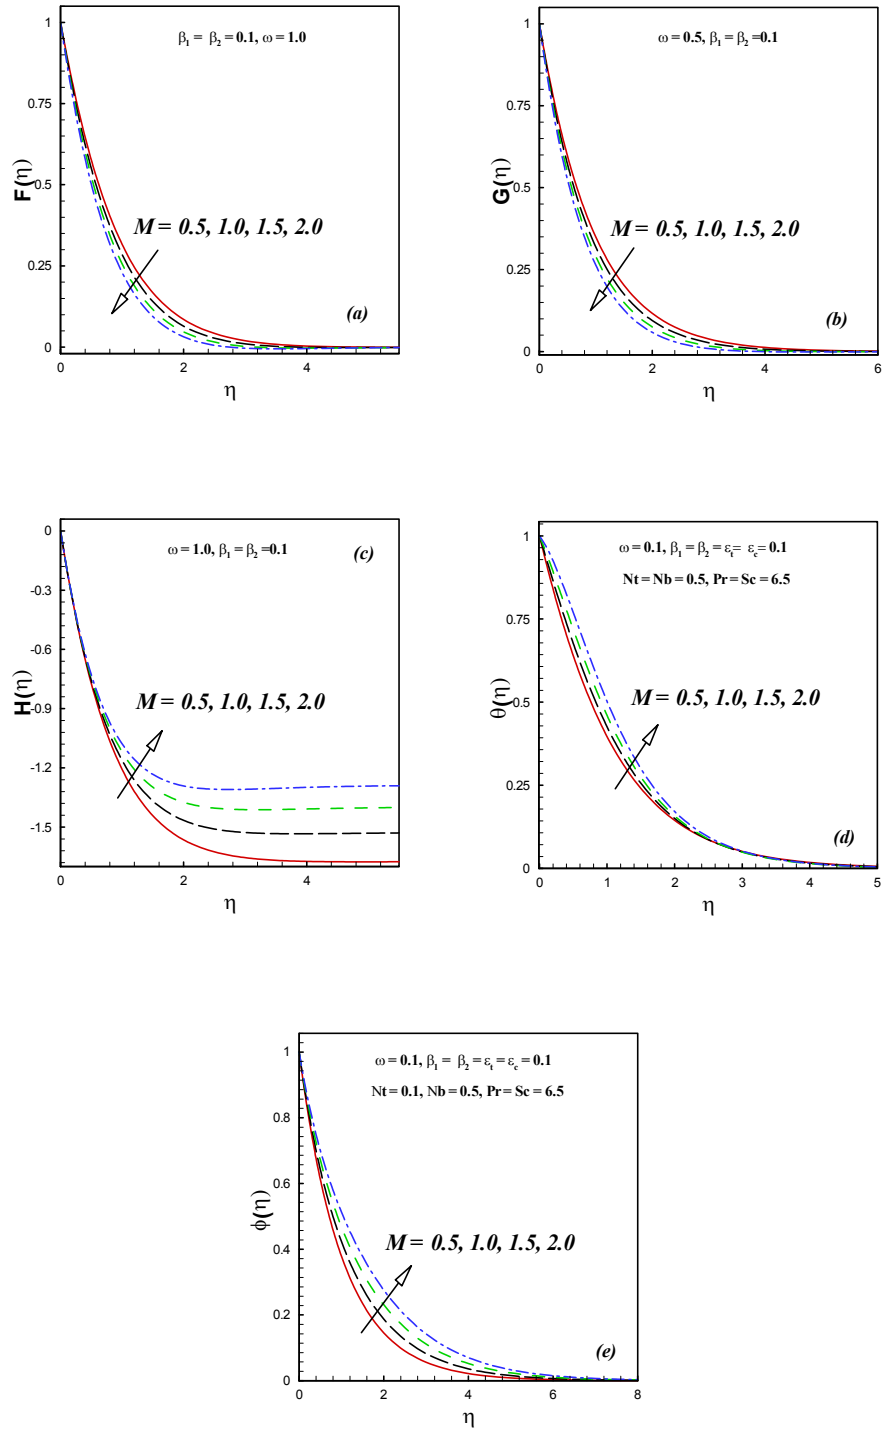 β₁ = β₂ = 0.1, ω = 1.0
1
0.75
0.5
0.25
0
F(η)
M = 0.5, 1.0, 1.5, 2.0
(a)
0 2 4
η
ω = 0.5, β₁ = β₂ = 0.1
1
0.75
0.5
0.25
0
G(η)
M = 0.5, 1.0, 1.5, 2.0
(b)
0 2 4 6
η
ω = 1.0, β₁ = β₂ = 0.1
(c)
0
-0.3
-0.6
-0.9
-1.2
-1.5
H(η)
M = 0.5, 1.0, 1.5, 2.0
0 2 4
η
ω = 0.1, β₁ = β₂ = εₜ = ε꜀ = 0.1
Nt = Nb = 0.5, Pr = Sc = 6.5
1
0.75
0.5
0.25
0
θ(η)
M = 0.5, 1.0, 1.5, 2.0
(d)
0 1 2 3 4 5
η
ω = 0.1, β₁ = β₂ = εₜ = ε꜀ = 0.1
Nt = 0.1, Nb = 0.5, Pr = Sc = 6.5
1
0.8
0.6
0.4
0.2
0
ϕ(η)
M = 0.5, 1.0, 1.5, 2.0
(e)
0 2 4 6 8
η